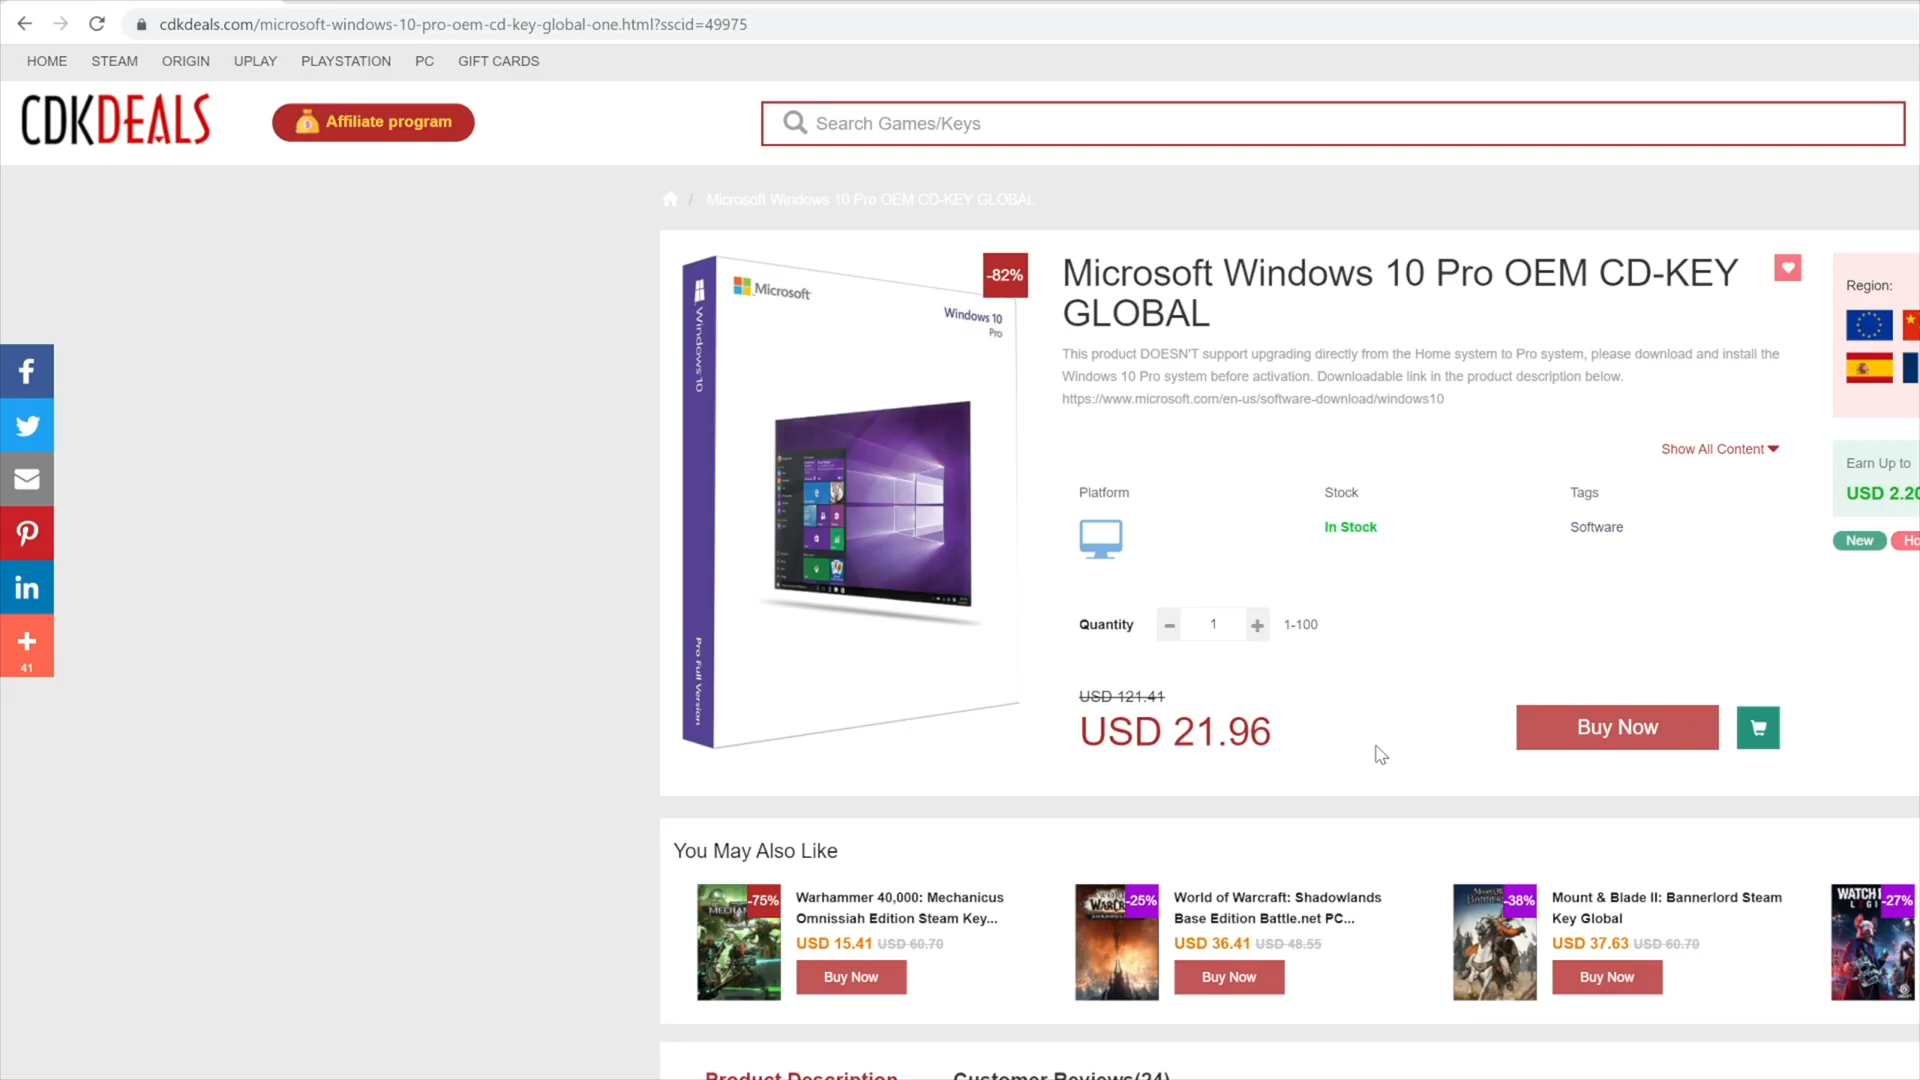 cdkdeals.com/microsoft-windows-10-pro-oem-cd-key-global-one.html?sscid=49975
HOME STEAM ORIGIN UPLAY PLAYSTATION PC GIFT CARDS
CDKDEALS
Affiliate program
Search Games/Keys
/ Microsoft Windows 10 Pro OEM CD-KEY GLOBAL
-82%
Microsoft
Windows 10
Pro
Windows 10
Pro Full Version
Microsoft Windows 10 Pro OEM CD-KEY
GLOBAL
This product DOESN'T support upgrading directly from the Home system to Pro system, please download and install the
Windows 10 Pro system before activation. Downloadable link in the product description below.
https://www.microsoft.com/en-us/software-download/windows10
Show All Content
Platform
Stock
Tags
In Stock
Software
Quantity
- 1 + 1-100
USD 121.41
USD 21.96
Buy Now
Region:
Earn Up to
USD 2.20
New
41
You May Also Like
-75%
Warhammer 40,000: Mechanicus
Omnissiah Edition Steam Key...
USD 15.41 USD 60.70
Buy Now
-25%
World of Warcraft: Shadowlands
Base Edition Battle.net PC...
USD 36.41 USD 48.55
Buy Now
-38%
Mount & Blade II: Bannerlord Steam
Key Global
USD 37.63 USD 60.70
Buy Now
-27%
Product Description
Customer Reviews(24)